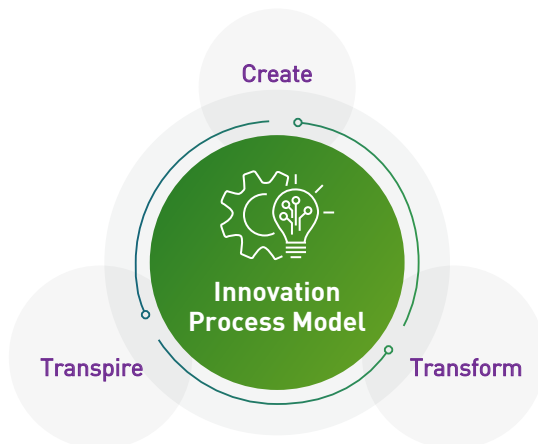 Create
Innovation
Process Model
Transpire
Transform